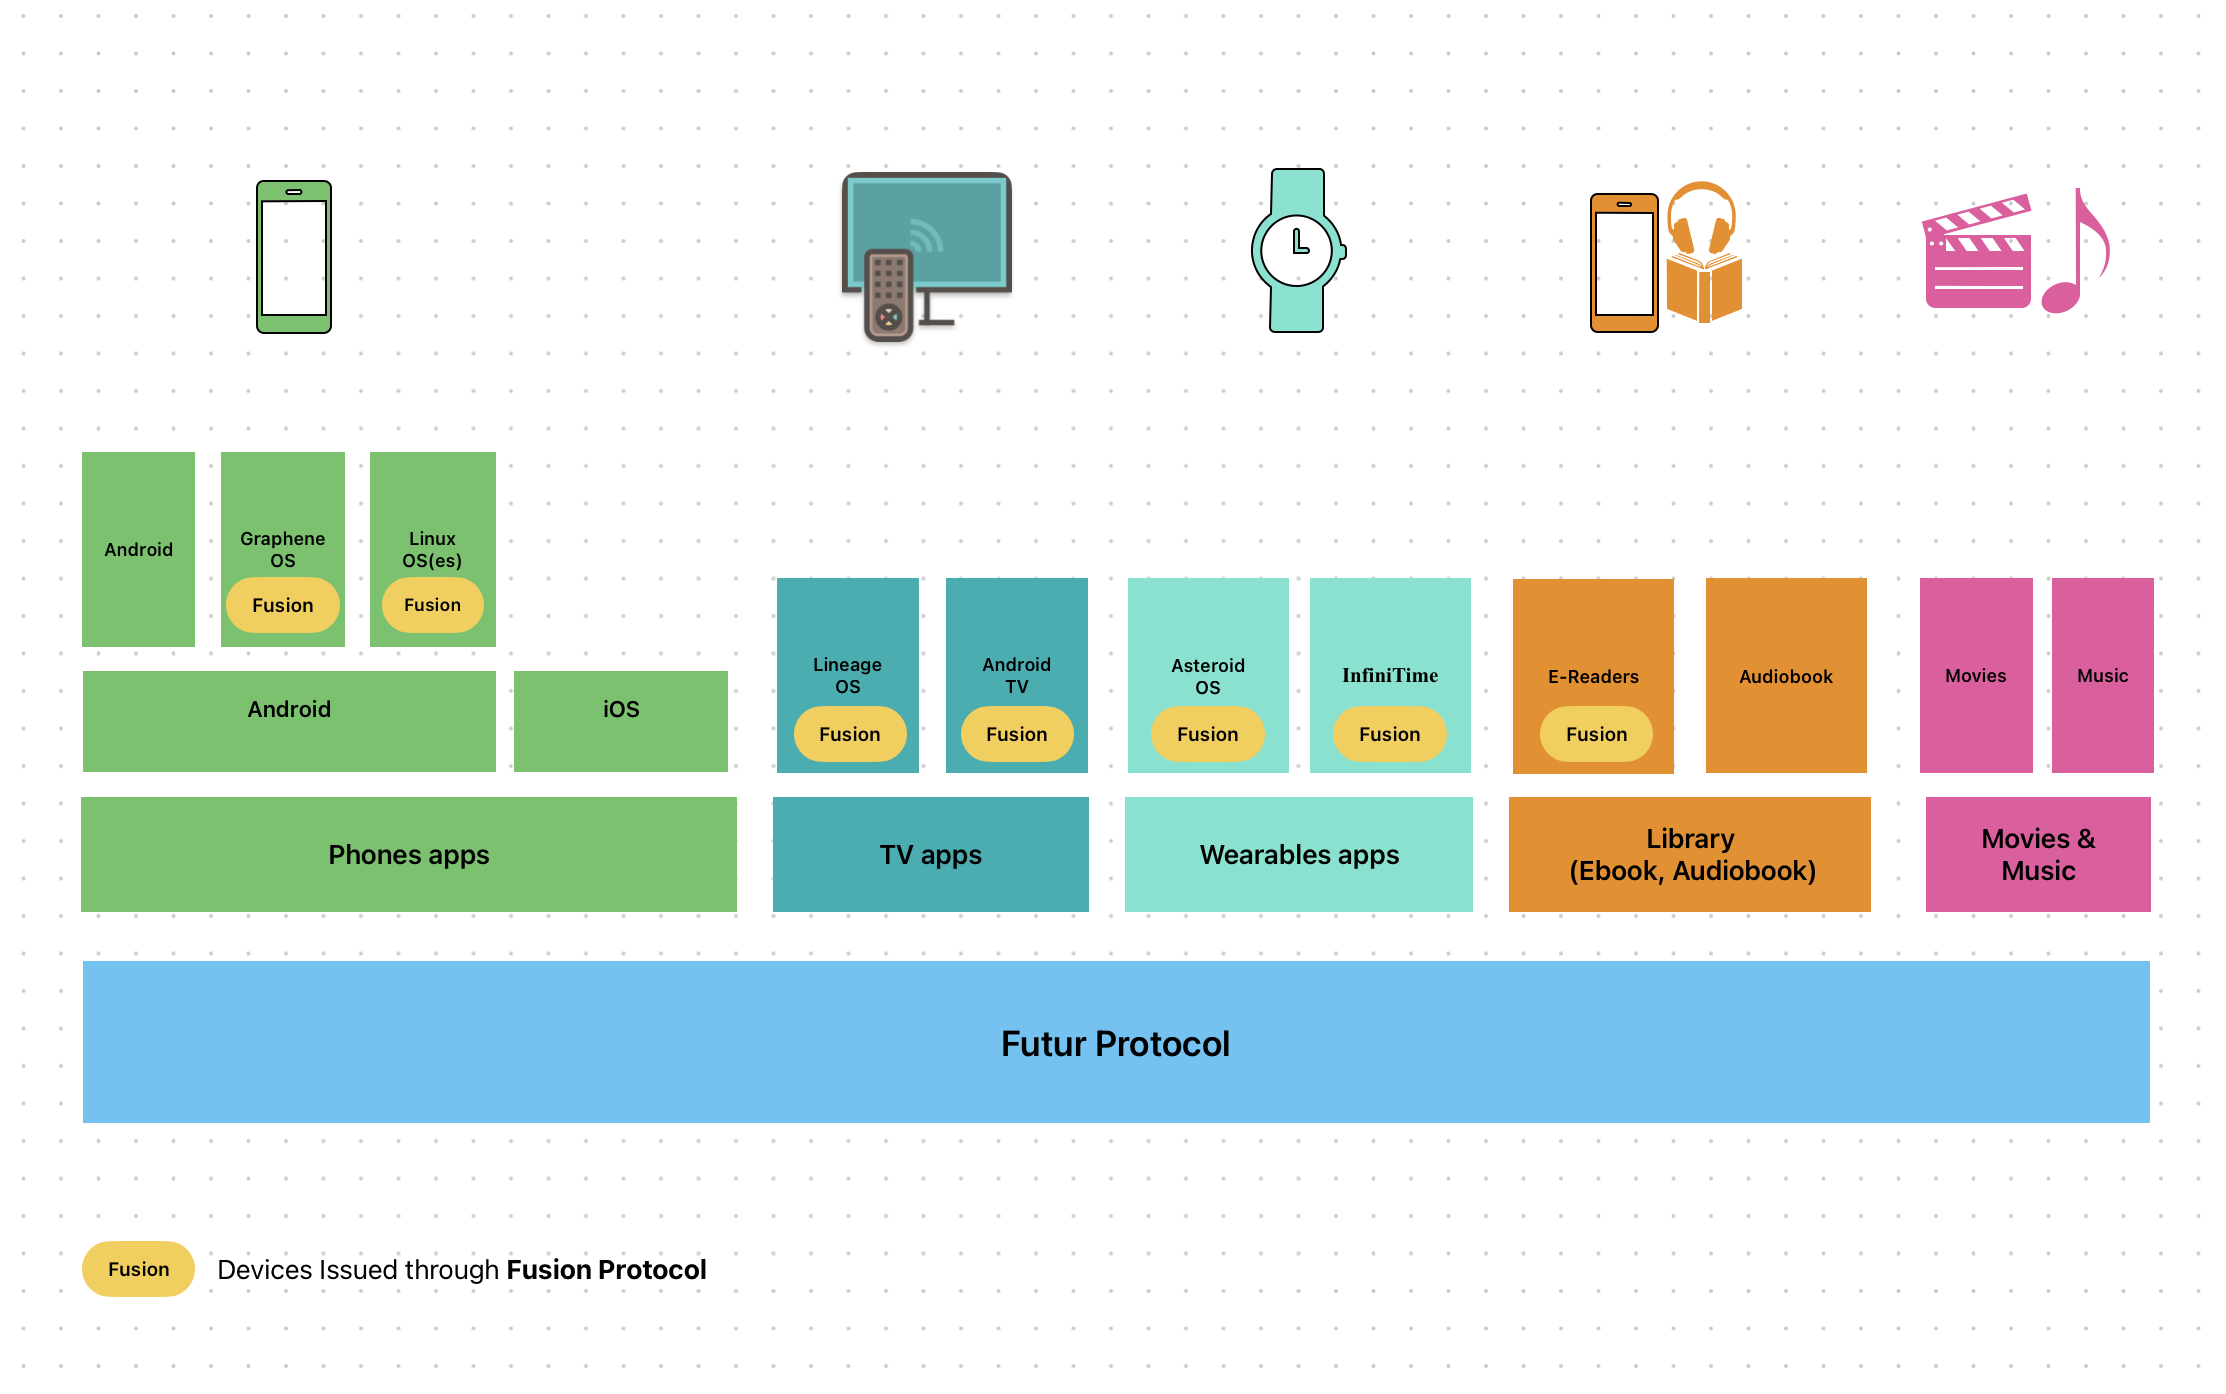 Android
Graphene
OS
Fusion
Linux
OS(es)
Fusion
Android
iOS
Lineage
OS
Fusion
Android
TV
Fusion
Asteroid
OS
Fusion
InfiniTime
Fusion
E-Readers
Fusion
Audiobook
Movies
Music
Phones apps
TV apps
Wearables apps
Library
(Ebook, Audiobook)
Movies &
Music
Futur Protocol
Fusion
Devices Issued through Fusion Protocol